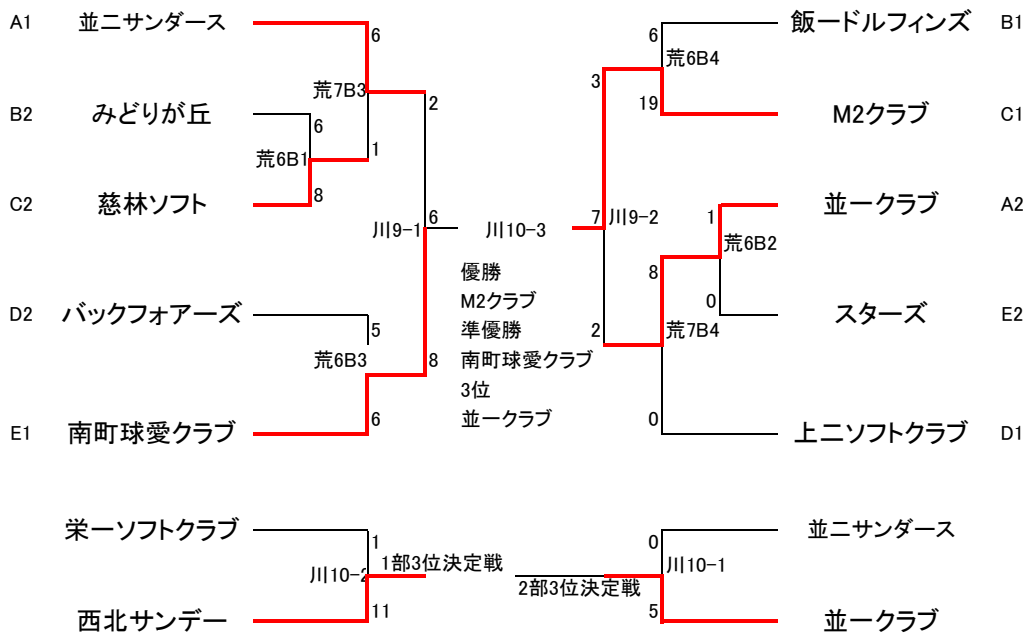 A1 並二サンダース 6 6 飯一ドルフィンズ B1
荒7B3 2 3 荒6B4
B2 みどりが丘 6 19 M2クラブ C1
荒6B1 1
C2 慈林ソフト 8 1 並一クラブ A2
川9-1 6 川10-3 7 川9-2 荒6B2
優勝 8
M2クラブ 0
D2 バックフォアーズ 5 準優勝 2 荒7B4 スターズ E2
荒6B3 8 南町球愛クラブ
3位
6 並一クラブ 0
E1 南町球愛クラブ 上二ソフトクラブ D1
栄一ソフトクラブ 1 0 並二サンダース
川10-2 1部3位決定戦 川10-1
2部3位決定戦
西北サンデー 11 5 並一クラブ